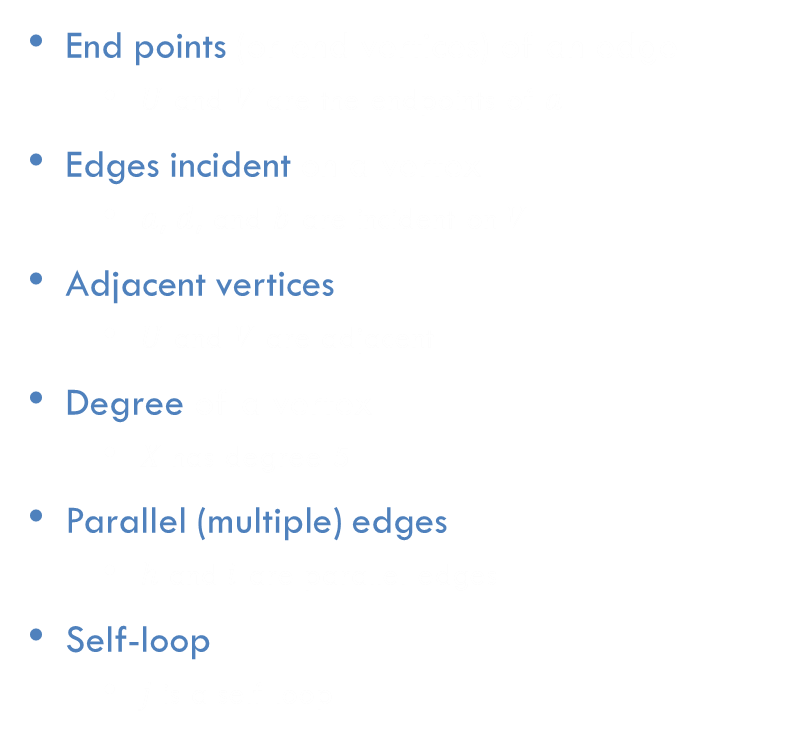 • End points
• Edges incident
• Adjacent vertices
• Degree
• Parallel (multiple) edges
• Self-loop